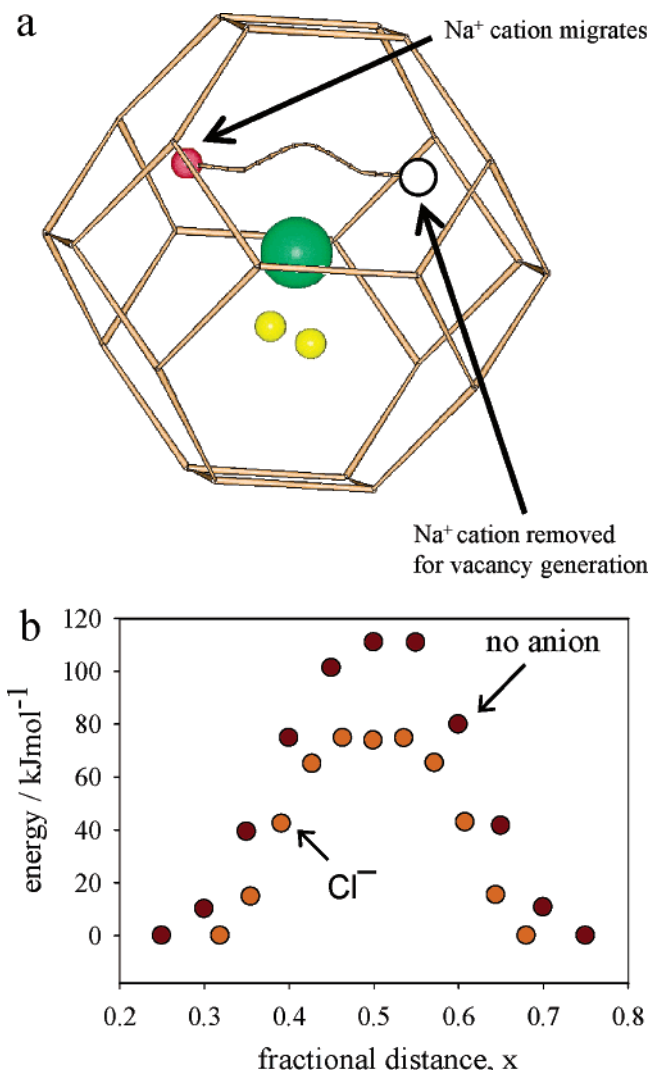 a
Na⁺ cation migrates
Na⁺ cation removed
for vacancy generation
b
energy / kJmol⁻¹
120
100
80
60
40
20
0
no anion
Cl⁻
0.2 0.3 0.4 0.5 0.6 0.7 0.8
fractional distance, x